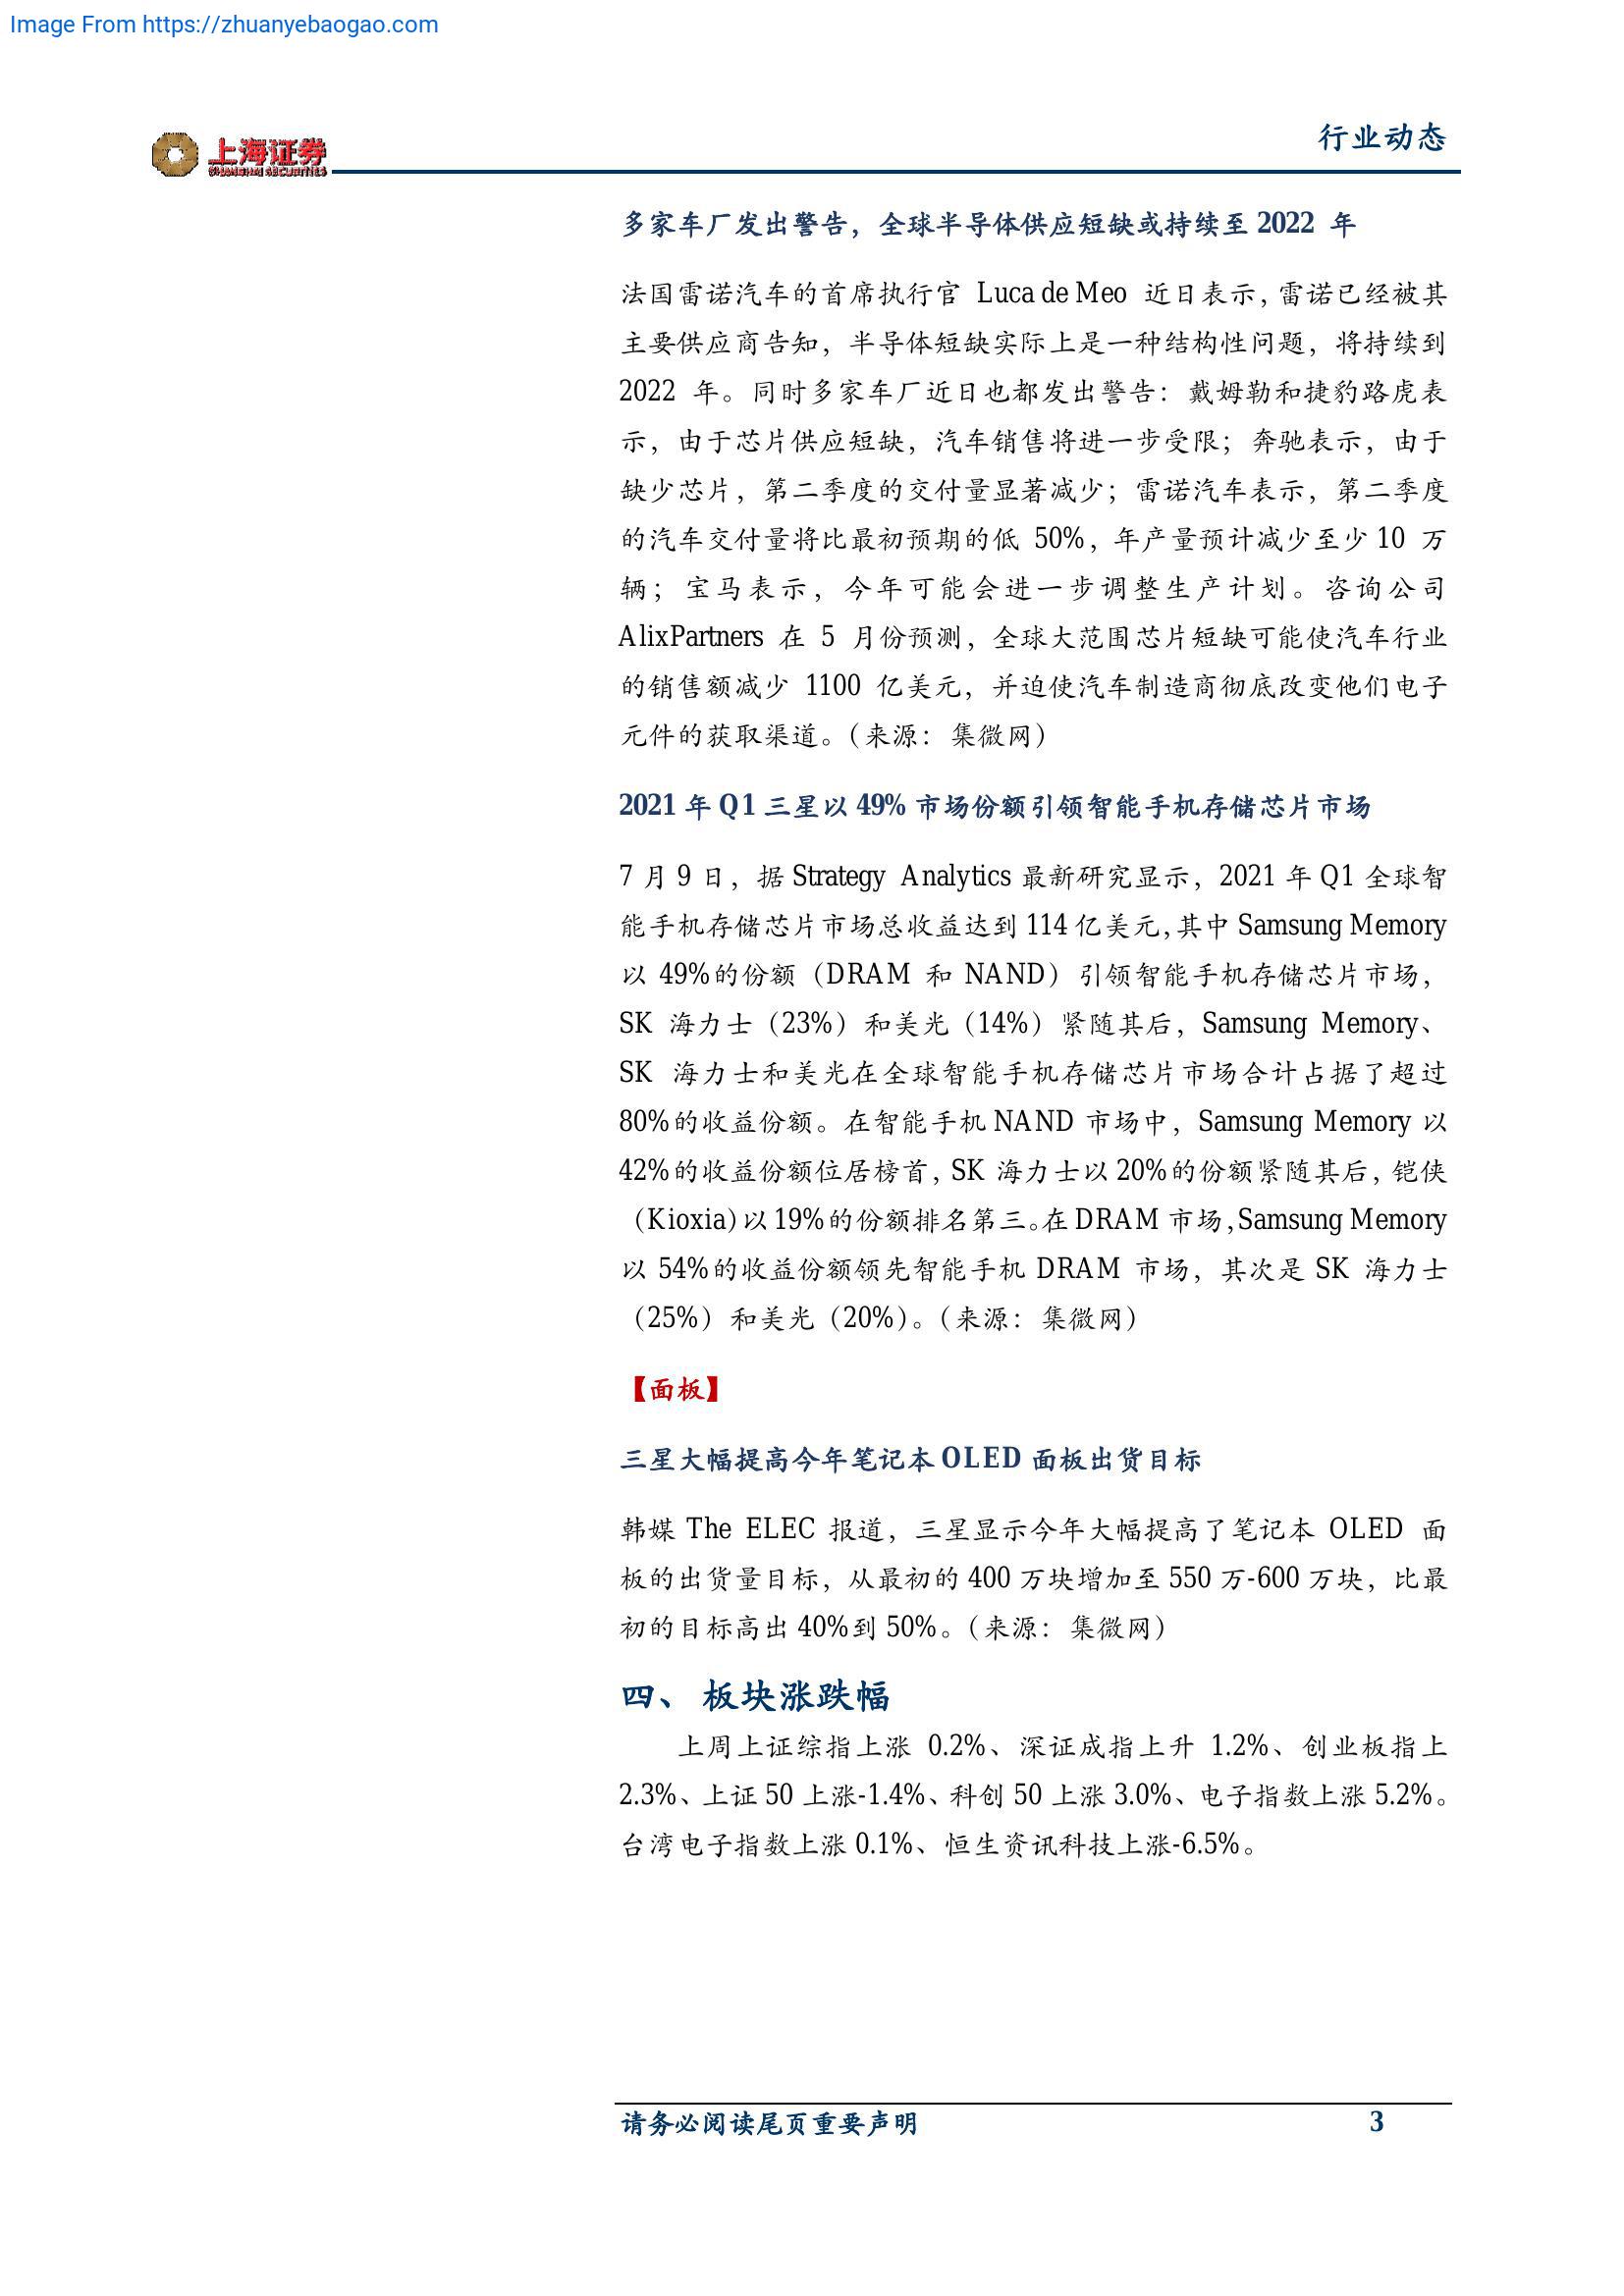 Image From https://zhuanyebaogao.com
行业动态
上海证券
SHANGHAI SECURITIES
多家车厂发出警告，全球半导体供应短缺或持续至 2022 年
法国雷诺汽车的首席执行官 Luca de Meo 近日表示，雷诺已经被其
主要供应商告知，半导体短缺实际上是一种结构性问题，将持续到
2022 年。同时多家车厂近日也都发出警告：戴姆勒和捷豹路虎表
示，由于芯片供应短缺，汽车销售将进一步受限；奔驰表示，由于
缺少芯片，第二季度的交付量显著减少；雷诺汽车表示，第二季度
的汽车交付量将比最初预期的低 50%，年产量预计减少至少 10 万
辆；宝马表示，今年可能会进一步调整生产计划。咨询公司
AlixPartners 在 5 月份预测，全球大范围芯片短缺可能使汽车行业
的销售额减少 1100 亿美元，并迫使汽车制造商彻底改变他们电子
元件的获取渠道。（来源：集微网）
2021 年 Q1 三星以 49% 市场份额引领智能手机存储芯片市场
7 月 9 日，据 Strategy Analytics 最新研究显示，2021 年 Q1 全球智
能手机存储芯片市场总收益达到 114 亿美元，其中 Samsung Memory
以 49%的份额（DRAM 和 NAND）引领智能手机存储芯片市场，
SK 海力士（23%）和美光（14%）紧随其后，Samsung Memory、
SK 海力士和美光在全球智能手机存储芯片市场合计占据了超过
80%的收益份额。在智能手机 NAND 市场中，Samsung Memory 以
42%的收益份额位居榜首，SK 海力士以 20%的份额紧随其后，铠侠
（Kioxia）以 19%的份额排名第三。在 DRAM 市场，Samsung Memory
以 54%的收益份额领先智能手机 DRAM 市场，其次是 SK 海力士
（25%）和美光（20%）。（来源：集微网）
【面板】
三星大幅提高今年笔记本 OLED 面板出货目标
韩媒 The ELEC 报道，三星显示今年大幅提高了笔记本 OLED 面
板的出货量目标，从最初的 400 万块增加至 550 万-600 万块，比最
初的目标高出 40%到 50%。（来源：集微网）
四、 板块涨跌幅
上周上证综指上涨 0.2%、深证成指上升 1.2%、创业板指上
2.3%、上证 50 上涨-1.4%、科创 50 上涨 3.0%、电子指数上涨 5.2%。
台湾电子指数上涨 0.1%、恒生资讯科技上涨-6.5%。
请务必阅读尾页重要声明 3